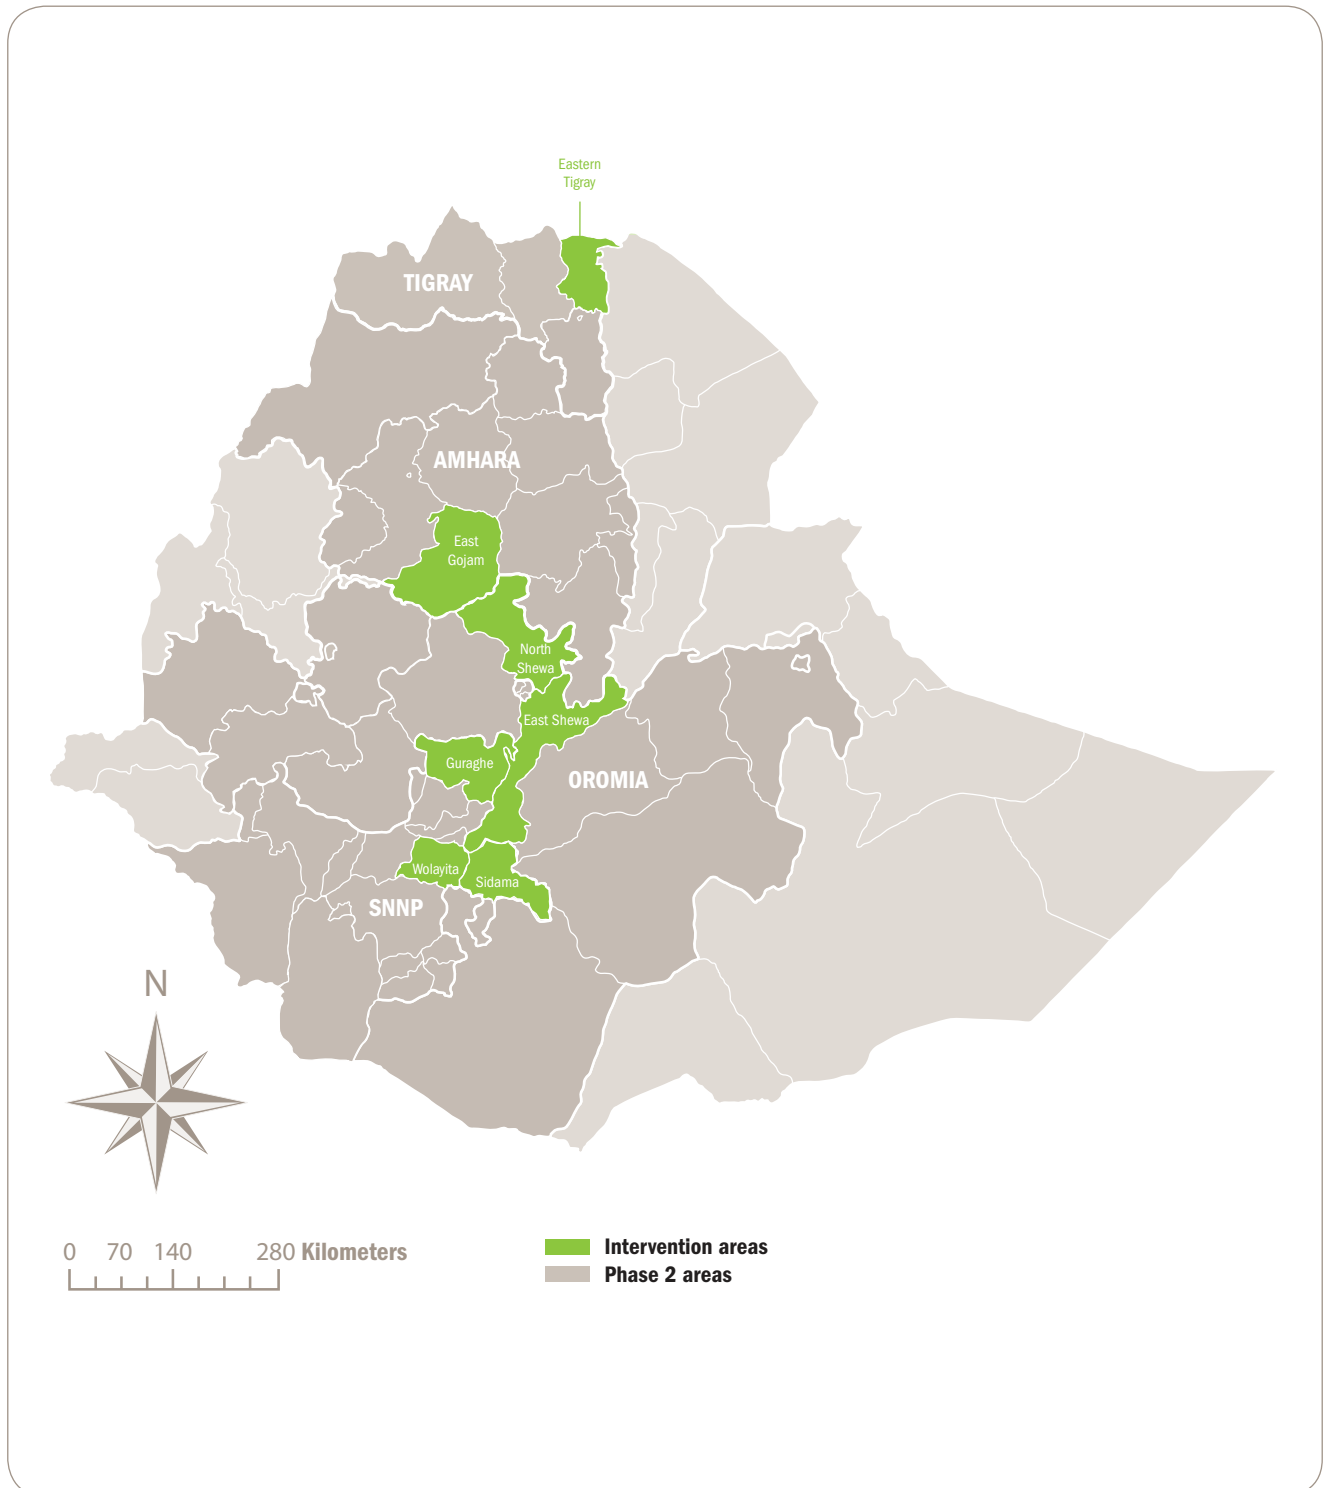 Eastern
Tigray
TIGRAY
AMHARA
East
Gojam
North
Shewa
East Shewa
Guraghe
OROMIA
Wolayita
Sidama
SNNP
N
0 70 140 280 Kilometers
Intervention areas
Phase 2 areas